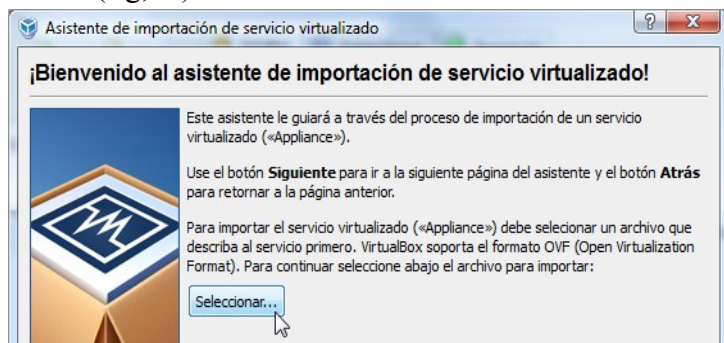 Asistente de importación de servicio virtualizado
¡Bienvenido al asistente de importación de servicio virtualizado!
Este asistente le guiará a través del proceso de importación de un servicio
virtualizado («Appliance»).
Use el botón Siguiente para ir a la siguiente página del asistente y el botón Atrás
para retornar a la página anterior.
Para importar el servicio virtualizado («Appliance») debe selecionar un archivo que
describa al servicio primero. VirtualBox soporta el formato OVF (Open Virtualization
Format). Para continuar seleccione abajo el archivo para importar:
Seleccionar...